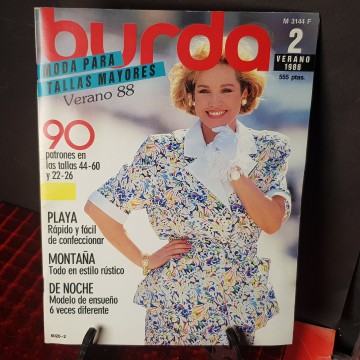 M 3144 F
burda
2
VERANO
1988
555 ptas.
MODA PARA
TALLAS MAYORES
Verano 88
90
patrones en
las tallas 44-60
y 22-26
PLAYA
Rápido y fácil
de confeccionar
MONTAÑA
Todo en estilo rústico
DE NOCHE
Modelo de ensueño
6 veces diferente